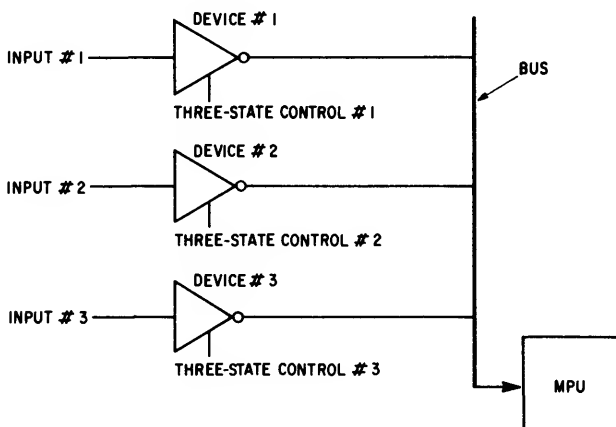 DEVICE # 1
INPUT # 1
BUS
THREE-STATE CONTROL # 1
DEVICE # 2
INPUT # 2
THREE-STATE CONTROL # 2
DEVICE # 3
INPUT # 3
THREE-STATE CONTROL # 3
MPU